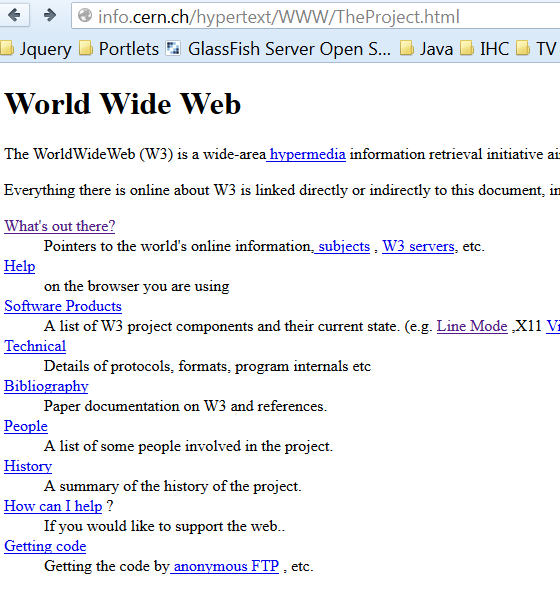 info.cern.ch/hypertext/WWW/TheProject.html
Jquery Portlets GlassFish Server Open S... Java IHC TV
World Wide Web
The WorldWideWeb (W3) is a wide-area hypermedia information retrieval initiative
Everything there is online about W3 is linked directly or indirectly to this document,
What's out there?
Pointers to the world's online information, subjects , W3 servers, etc.
Help
on the browser you are using
Software Products
A list of W3 project components and their current state. (e.g. Line Mode ,X11
Technical
Details of protocols, formats, program internals etc
Bibliography
Paper documentation on W3 and references.
People
A list of some people involved in the project.
History
A summary of the history of the project.
How can I help ?
If you would like to support the web..
Getting code
Getting the code by anonymous FTP , etc.